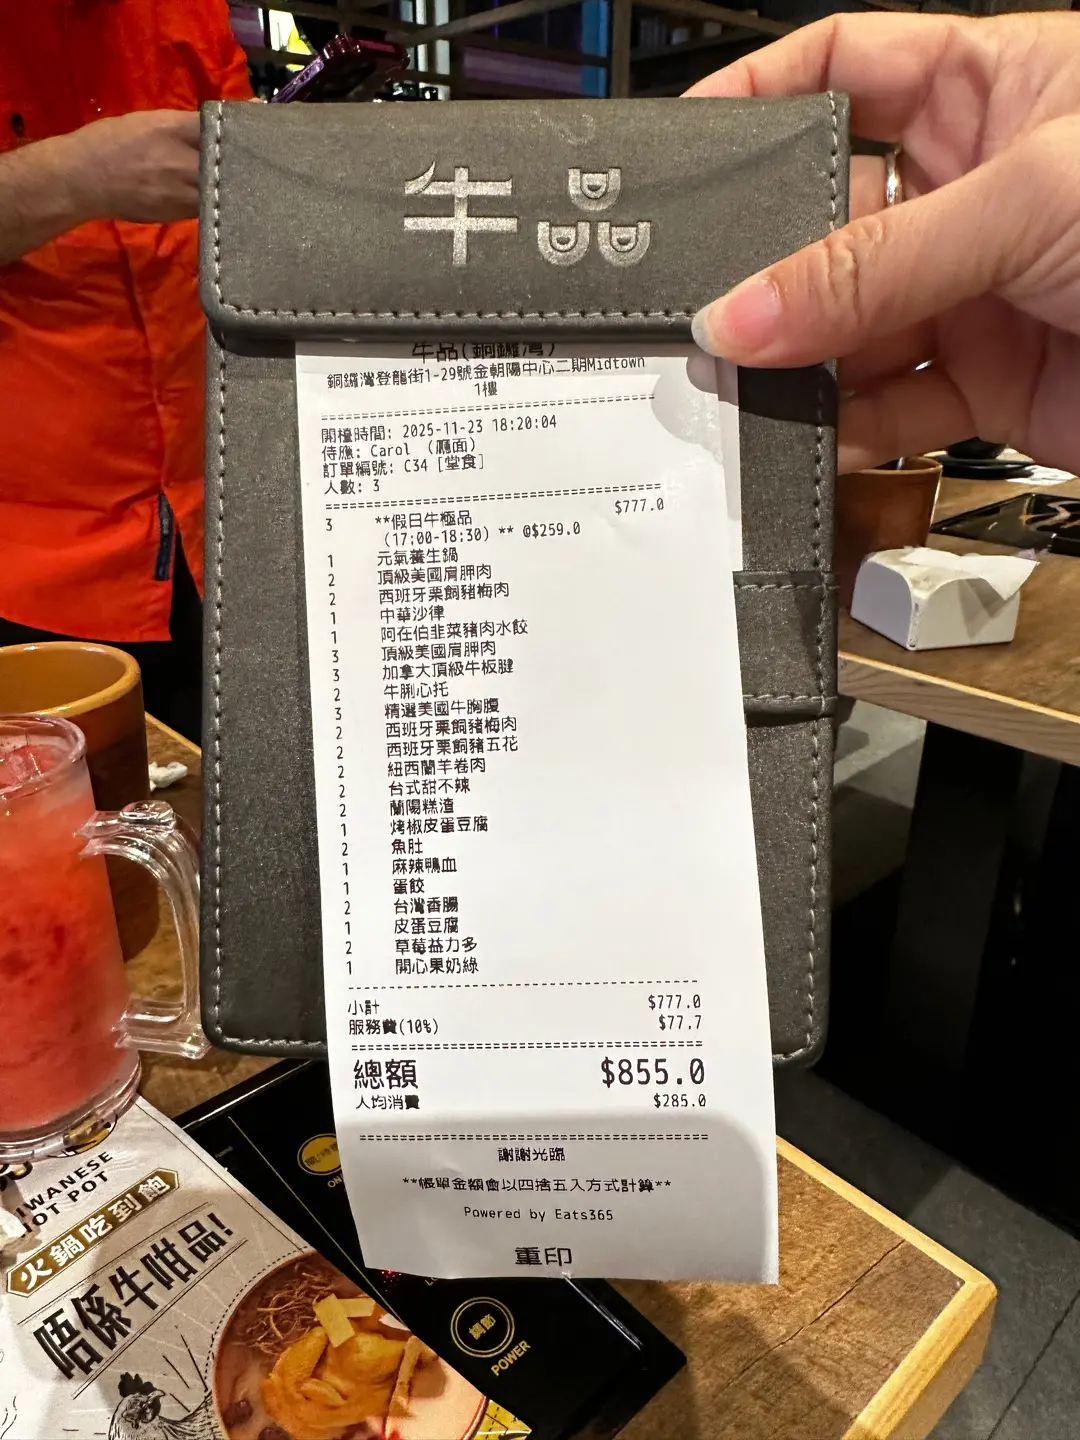 牛品
牛品(銅鑼灣)
銅鑼灣登龍街1-29號金朝陽中心二期Midtown
1樓
開檯時間: 2025-11-23 18:20:04
侍應: Carol (廳面)
訂單編號: C34 [堂食]
人數: 3
3 **假日牛極品 $777.0
(17:00-18:30) ** @$259.0
1 元氣養生鍋
2 頂級美國肩胛肉
2 西班牙栗飼豬梅肉
1 中華沙律
1 阿在伯韭菜豬肉水餃
3 頂級美國肩胛肉
3 加拿大頂級牛板腱
2 牛脷心托
3 精選美國牛胸腹
2 西班牙栗飼豬梅肉
2 西班牙栗飼豬五花
2 紐西蘭羊卷肉
2 台式甜不辣
2 蘭陽糕渣
1 烤椒皮蛋豆腐
2 魚肚
1 麻辣鴨血
1 蛋餃
2 台灣香腸
1 皮蛋豆腐
2 草莓益力多
1 開心果奶綠
小計 $777.0
服務費(10%) $77.7
總額 $855.0
人均消費 $285.0
謝謝光臨
**帳單金額會以四捨五入方式計算**
Powered by Eats365
重印
IWANESE
HOT POT
火鍋吃到飽
唔係牛咁品!
ON
調節
POWER